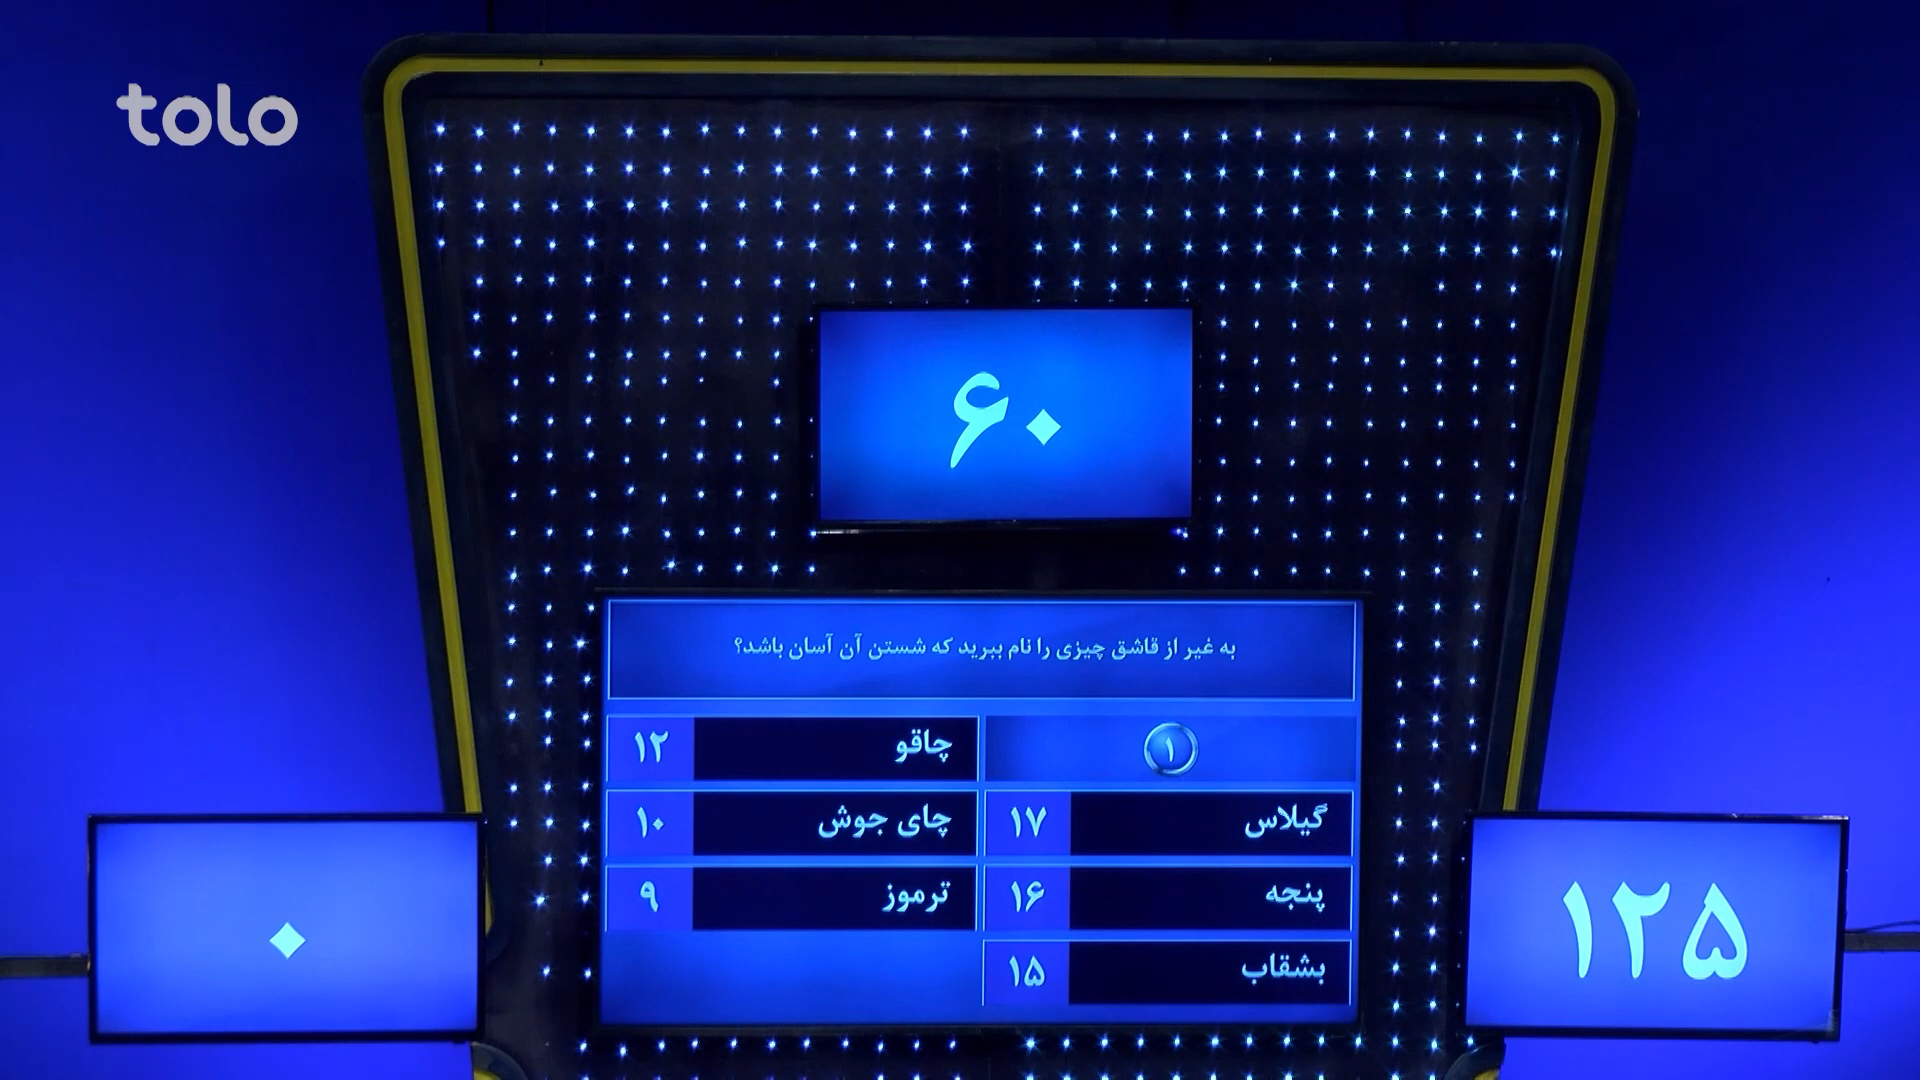 tolo
۶۰
به غیر از قاشق چیزی را نام ببرید که شستن آن آسان باشد؟
۱
چاقو ۱۲
گیلاس ۱۷
چای جوش ۱۰
پنجه ۱۶
ترموز ۹
بشقاب ۱۵
۱۲۵
۰